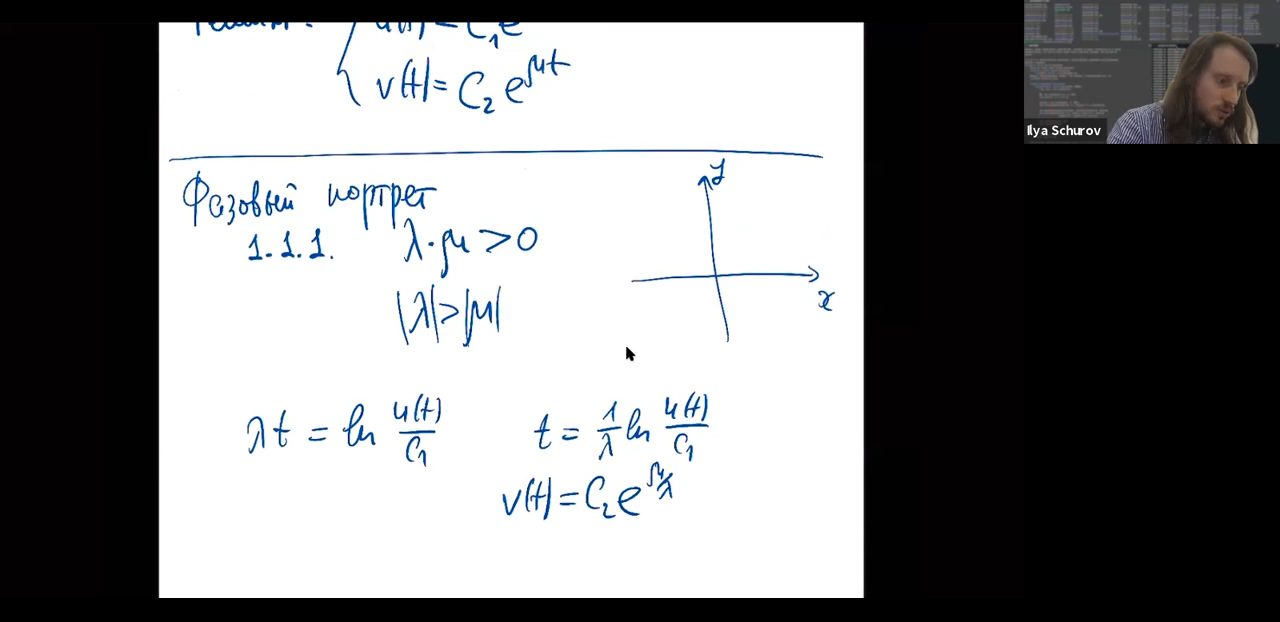 v(t) = C₂ e^{μt}
Фазовый портрет
1.1.1. λ·μ > 0
|λ| > |μ|
y
x
λt = ln u(t)/C₁
t = 1/λ ln u(t)/C₁
v(t) = C₂ e^{μ/λ}
Ilya Schurov